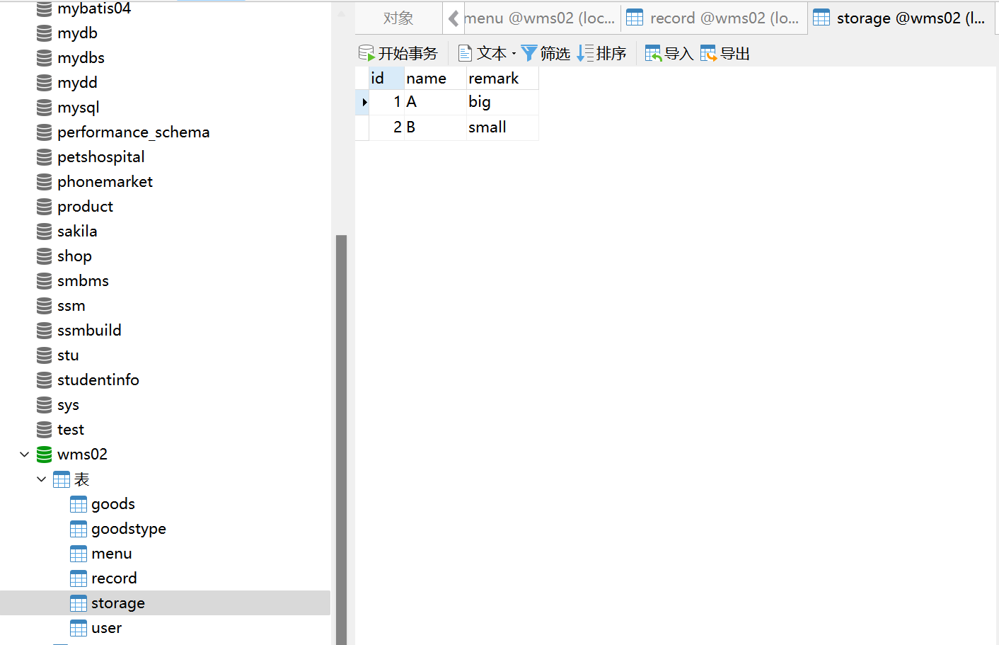 mybatis04
mydb
mydbs
mydd
mysql
performance_schema
petshospital
phonemarket
product
sakila
shop
smbms
ssm
ssmbuild
stu
studentinfo
sys
test
wms02
表
goods
goodstype
menu
record
storage
user
对象 menu @wms02 (loc... record @wms02 (lo... storage @wms02 (l...
开始事务 文本 筛选 排序 导入 导出
id name remark
1 A big
2 B small